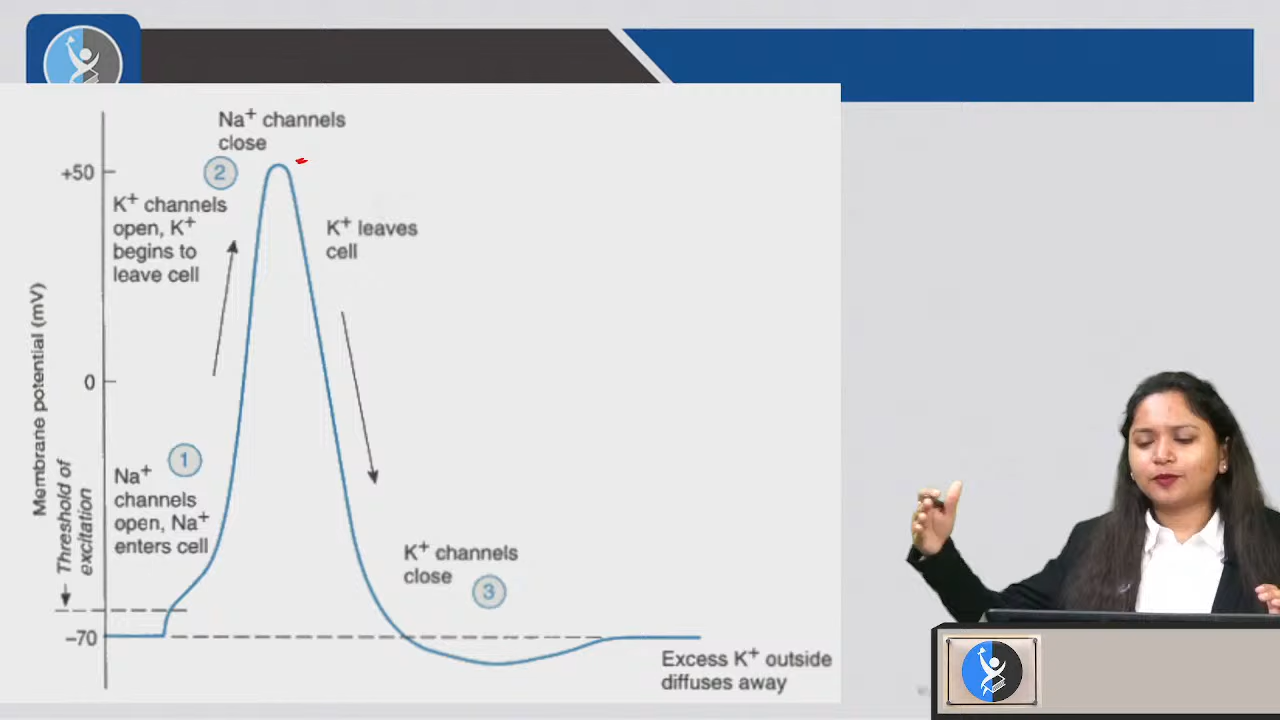 Na+ channels
close
+50
2
K+ channels
open, K+
begins to
leave cell
K+ leaves
cell
Membrane potential (mV)
0
1
Na+
channels
open, Na+
enters cell
Threshold of
excitation
K+ channels
close
3
–70
Excess K+ outside
diffuses away